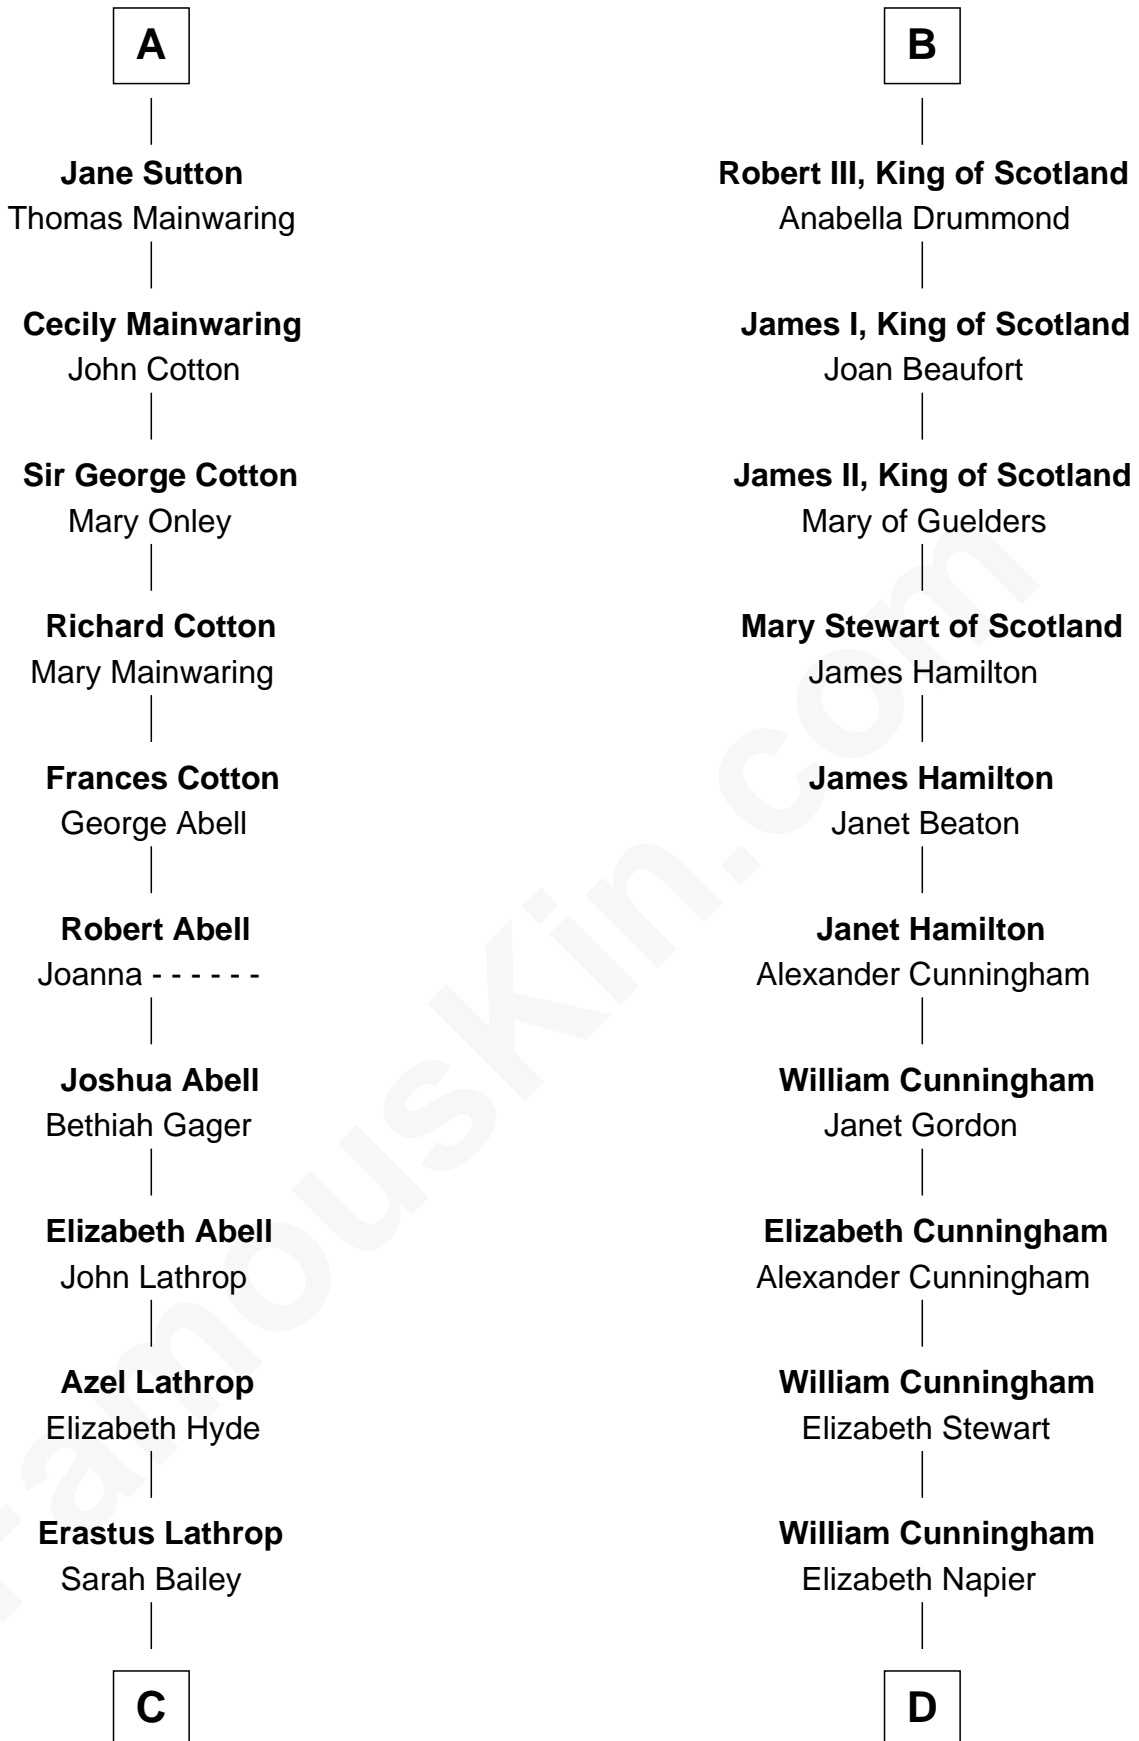 A
Jane Sutton
Thomas Mainwaring
Cecily Mainwaring
John Cotton
Sir George Cotton
Mary Onley
Richard Cotton
Mary Mainwaring
Frances Cotton
George Abell
Robert Abell
Joanna - - - - - -
Joshua Abell
Bethiah Gager
Elizabeth Abell
John Lathrop
Azel Lathrop
Elizabeth Hyde
Erastus Lathrop
Sarah Bailey
C
B
Robert III, King of Scotland
Anabella Drummond
James I, King of Scotland
Joan Beaufort
James II, King of Scotland
Mary of Guelders
Mary Stewart of Scotland
James Hamilton
James Hamilton
Janet Beaton
Janet Hamilton
Alexander Cunningham
William Cunningham
Janet Gordon
Elizabeth Cunningham
Alexander Cunningham
William Cunningham
Elizabeth Stewart
William Cunningham
Elizabeth Napier
D
FamousKin.com